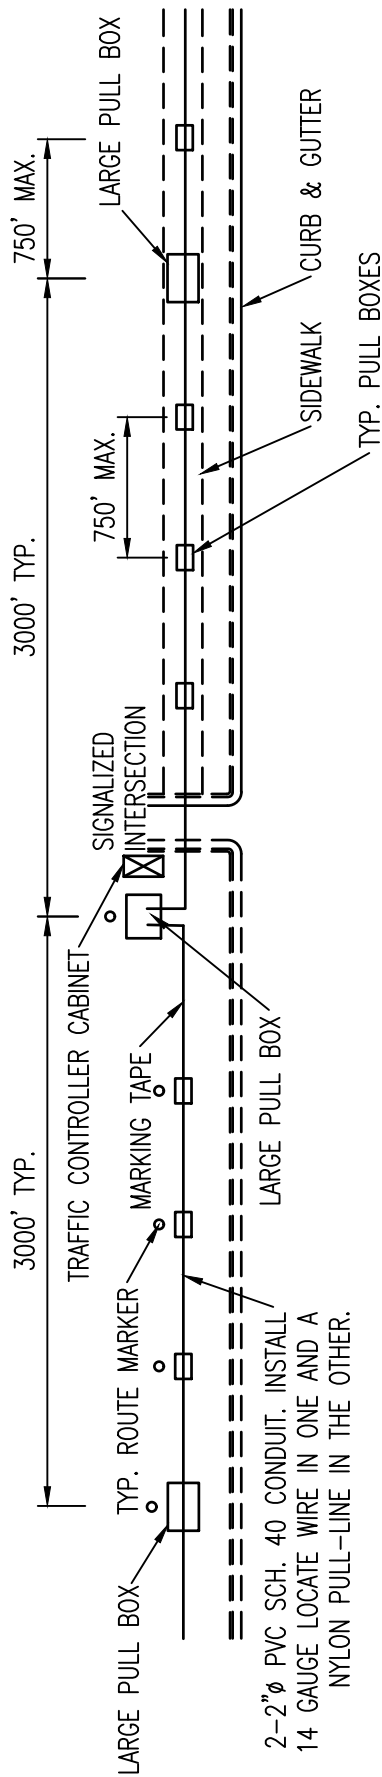 3000' TYP.
3000' TYP.
750' MAX.
LARGE PULL BOX
TYP. ROUTE MARKER
TRAFFIC CONTROLLER CABINET
MARKING TAPE
SIGNALIZED
INTERSECTION
750' MAX.
LARGE PULL BOX
LARGE PULL BOX
SIDEWALK
CURB & GUTTER
TYP. PULL BOXES
2-2"ø PVC SCH. 40 CONDUIT. INSTALL
14 GAUGE LOCATE WIRE IN ONE AND A
NYLON PULL-LINE IN THE OTHER.